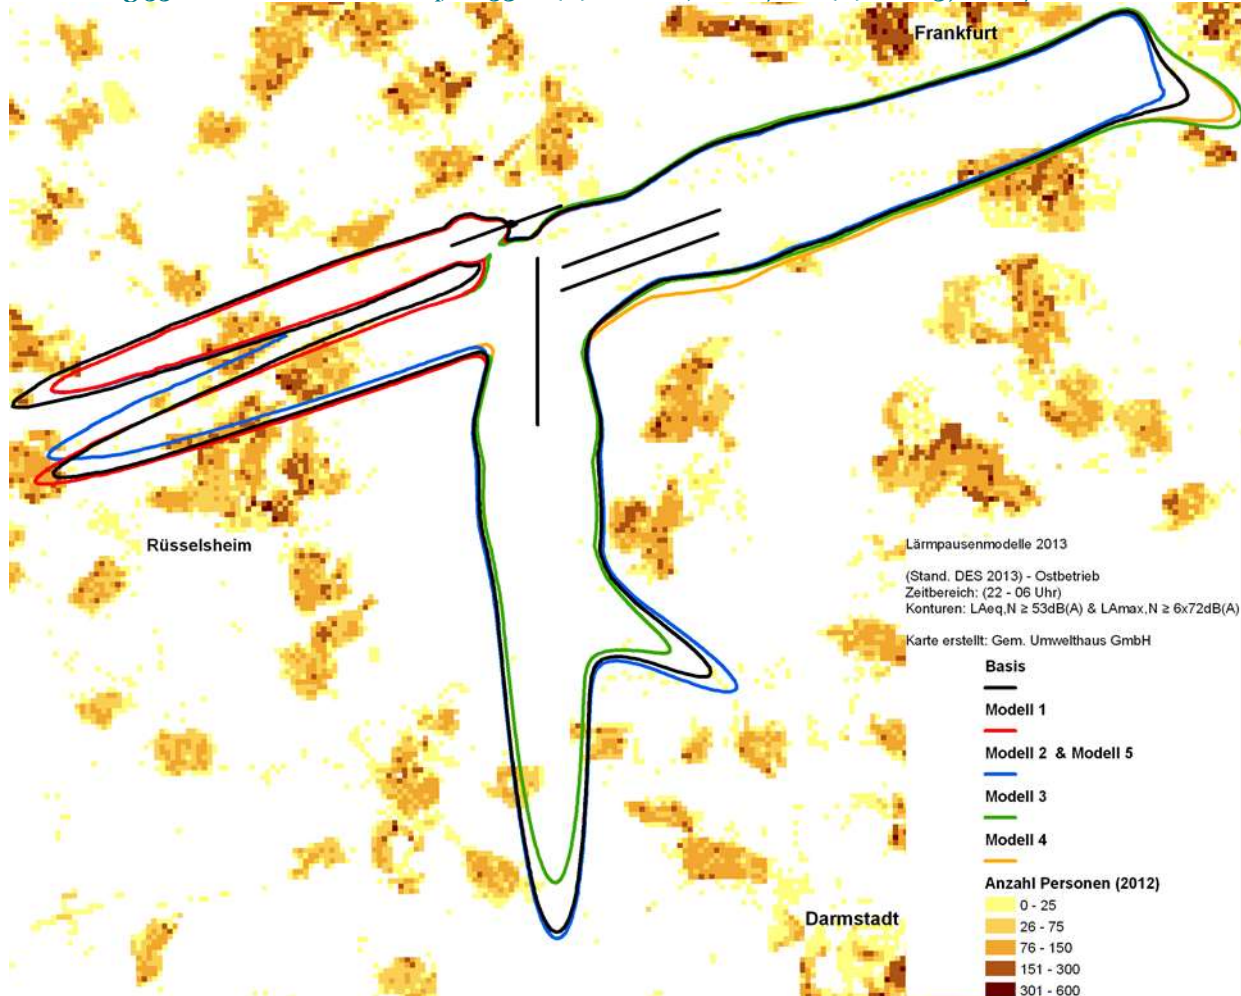 Frankfurt
Rüsselsheim
Lärmpausenmodelle 2013
(Stand. DES 2013) - Ostbetrieb
Zeitbereich: (22 - 06 Uhr)
Konturen: LAeq,N ≥ 53dB(A) & LAmax,N ≥ 6x72dB(A)
Karte erstellt: Gem. Umwelthaus GmbH
Basis
Modell 1
Modell 2 & Modell 5
Modell 3
Modell 4
Anzahl Personen (2012)
0 - 25
26 - 75
76 - 150
151 - 300
301 - 600
Darmstadt